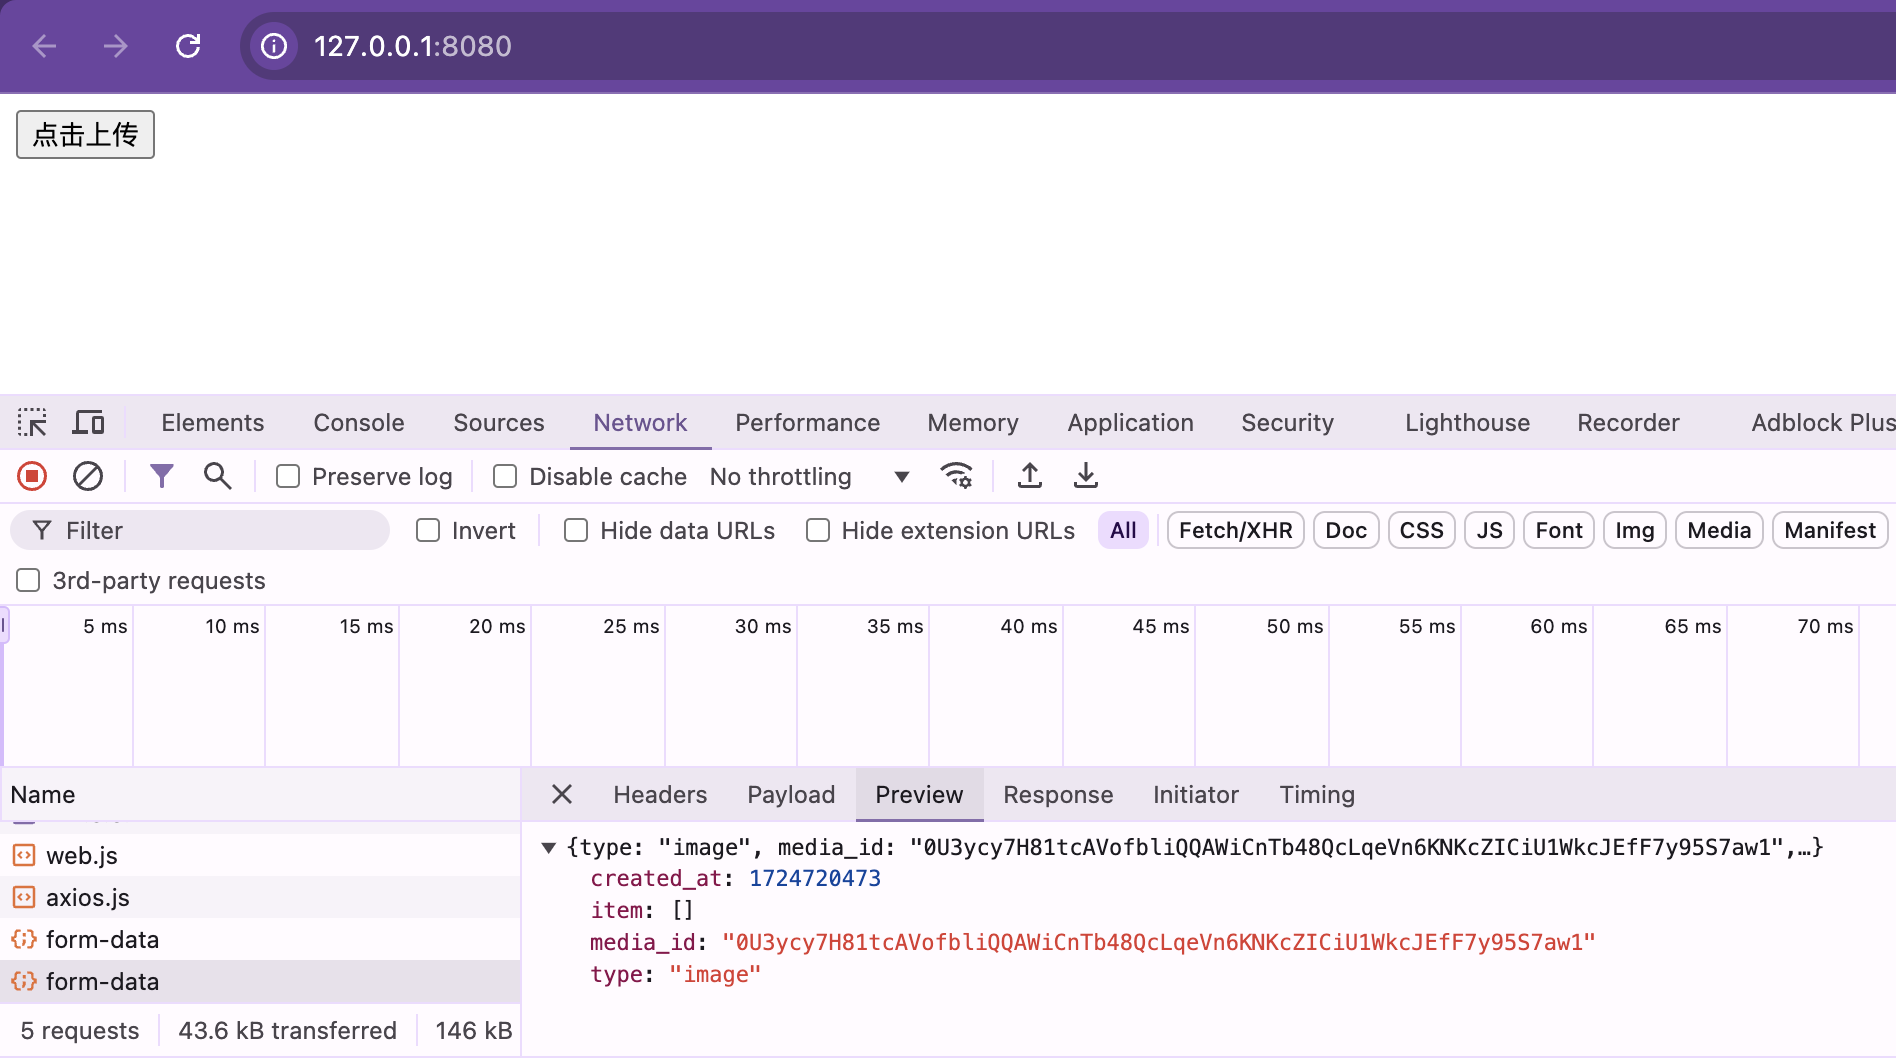 127.0.0.1:8080
点击上传
Elements Console Sources Network Performance Memory Application Security Lighthouse Recorder Adblock Plus
Preserve log Disable cache No throttling
Filter Invert Hide data URLs Hide extension URLs All Fetch/XHR Doc CSS JS Font Img Media Manifest
3rd-party requests
5 ms 10 ms 15 ms 20 ms 25 ms 30 ms 35 ms 40 ms 45 ms 50 ms 55 ms 60 ms 65 ms 70 ms
Name Headers Payload Preview Response Initiator Timing
{type: "image", media_id: "0U3ycy7H81tcAVofbliQQAWiCnTb48QcLqeVn6KNKcZICiU1WkcJEfF7y95S7aw1",…}
web.js
created_at: 1724720473
axios.js
item: []
form-data
media_id: "0U3ycy7H81tcAVofbliQQAWiCnTb48QcLqeVn6KNKcZICiU1WkcJEfF7y95S7aw1"
form-data
type: "image"
5 requests 43.6 kB transferred 146 kB